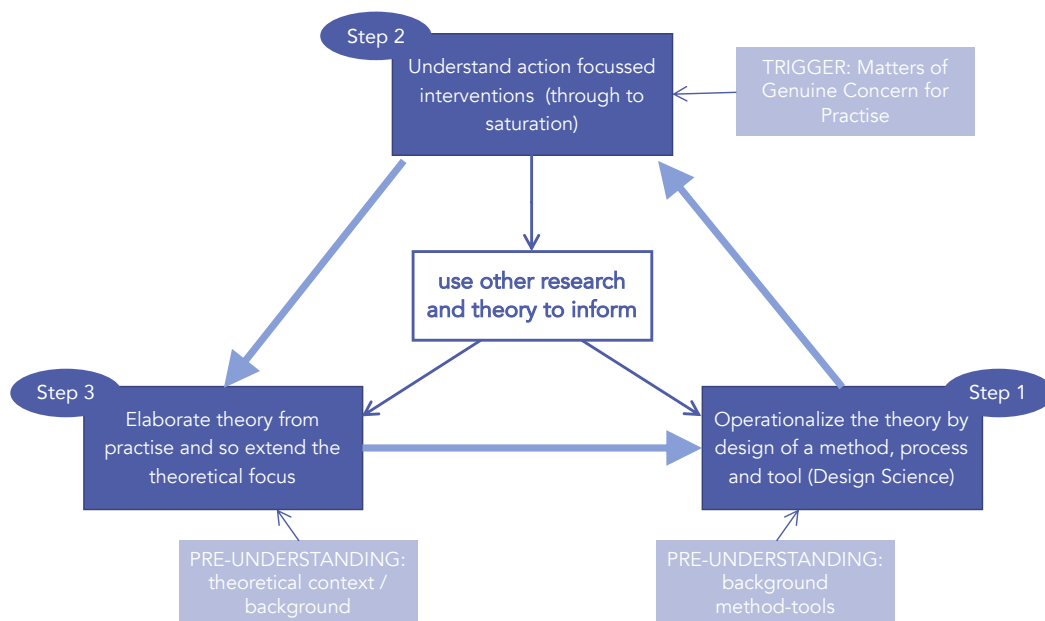 Step 2
Understand action focussed
interventions (through to
saturation)
TRIGGER: Matters of
Genuine Concern for
Practise
use other research
and theory to inform
Step 3
Elaborate theory from
practise and so extend the
theoretical focus
Step 1
Operationalize the theory by
design of a method, process
and tool (Design Science)
PRE-UNDERSTANDING:
theoretical context /
background
PRE-UNDERSTANDING:
background
method-tools